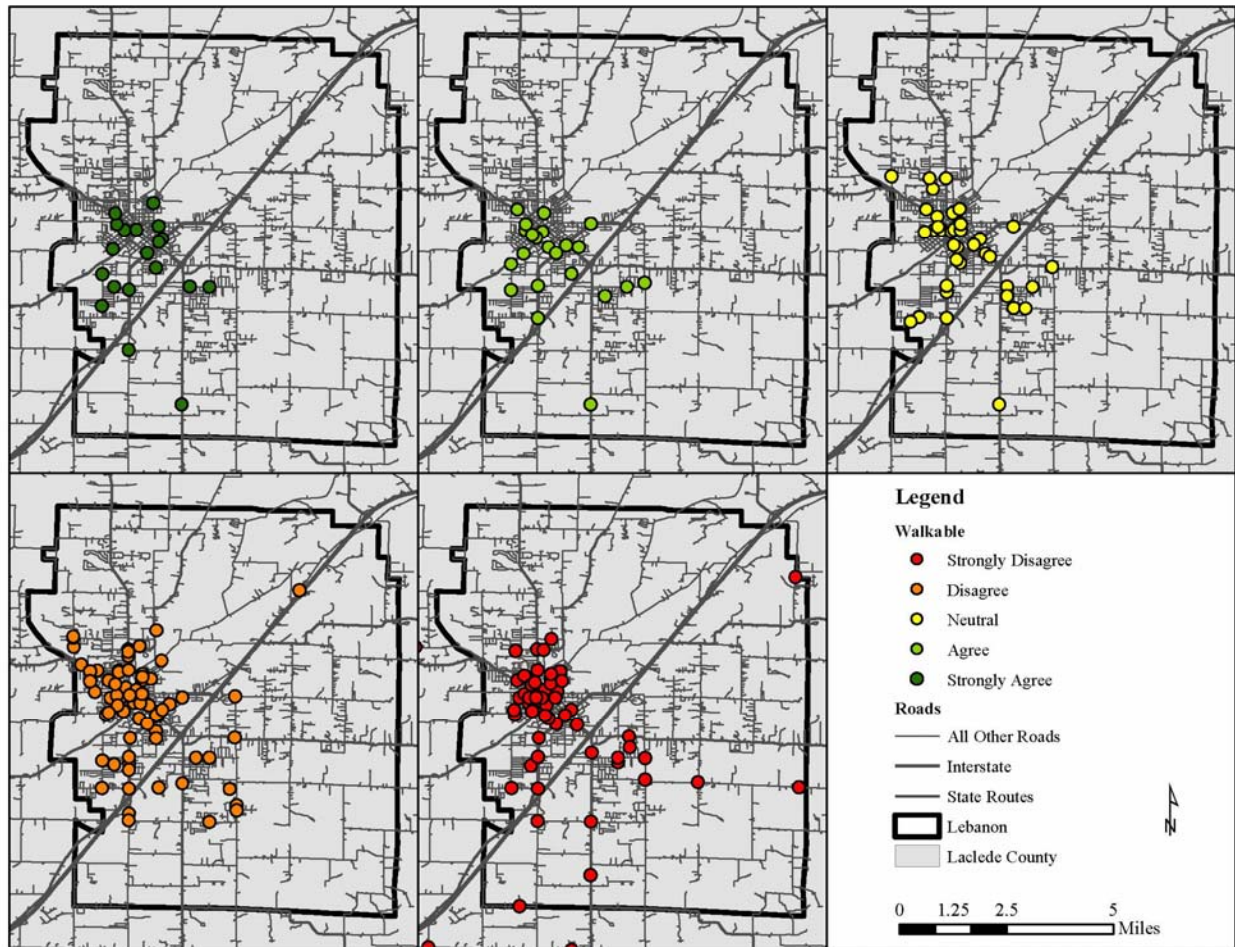 Legend
Walkable
Strongly Disagree
Disagree
Neutral
Agree
Strongly Agree
Roads
All Other Roads
Interstate
State Routes
Lebanon
Laclede County
N
0 1.25 2.5 5
Miles